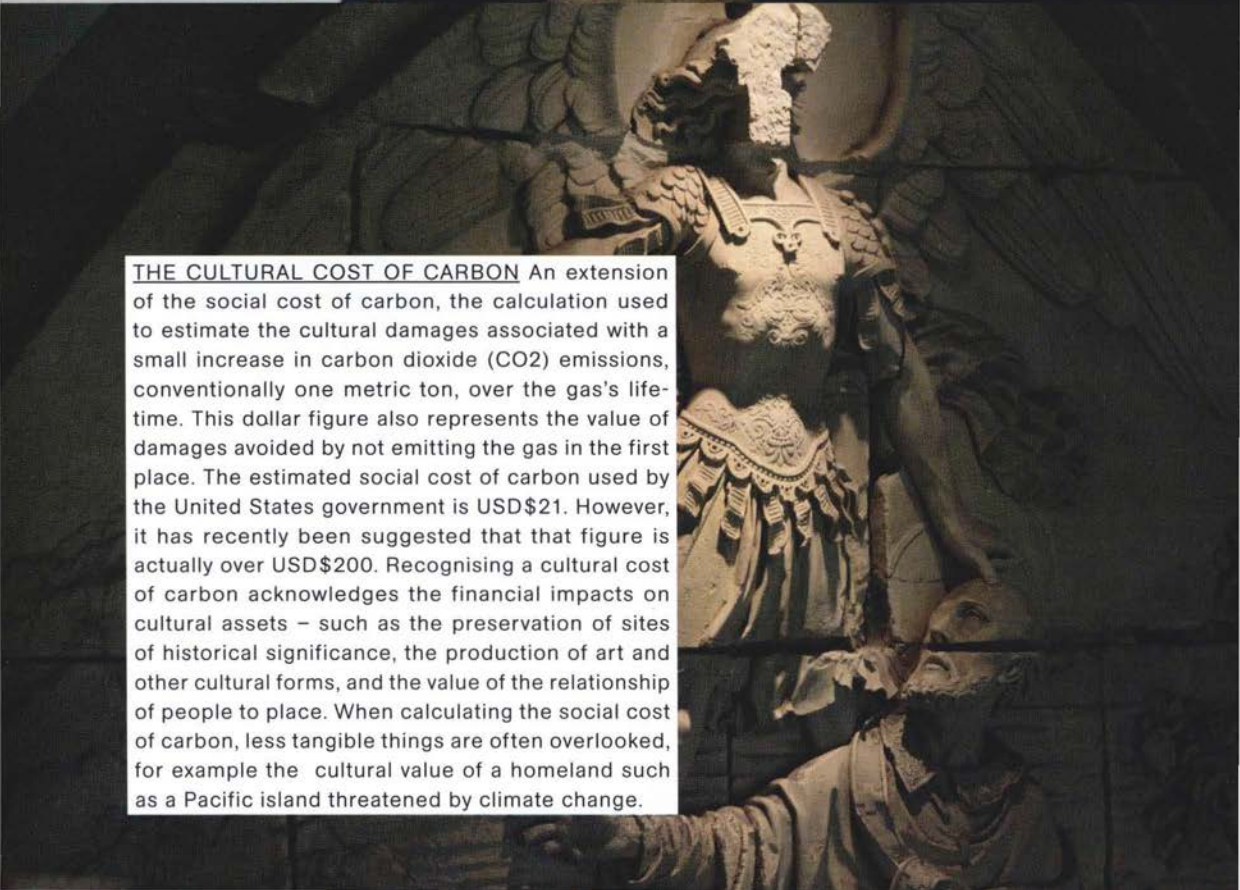 THE CULTURAL COST OF CARBON An extension
of the social cost of carbon, the calculation used
to estimate the cultural damages associated with a
small increase in carbon dioxide (CO2) emissions,
conventionally one metric ton, over the gas's life-
time. This dollar figure also represents the value of
damages avoided by not emitting the gas in the first
place. The estimated social cost of carbon used by
the United States government is USD$21. However,
it has recently been suggested that that figure is
actually over USD$200. Recognising a cultural cost
of carbon acknowledges the financial impacts on
cultural assets – such as the preservation of sites
of historical significance, the production of art and
other cultural forms, and the value of the relationship
of people to place. When calculating the social cost
of carbon, less tangible things are often overlooked,
for example the cultural value of a homeland such
as a Pacific island threatened by climate change.